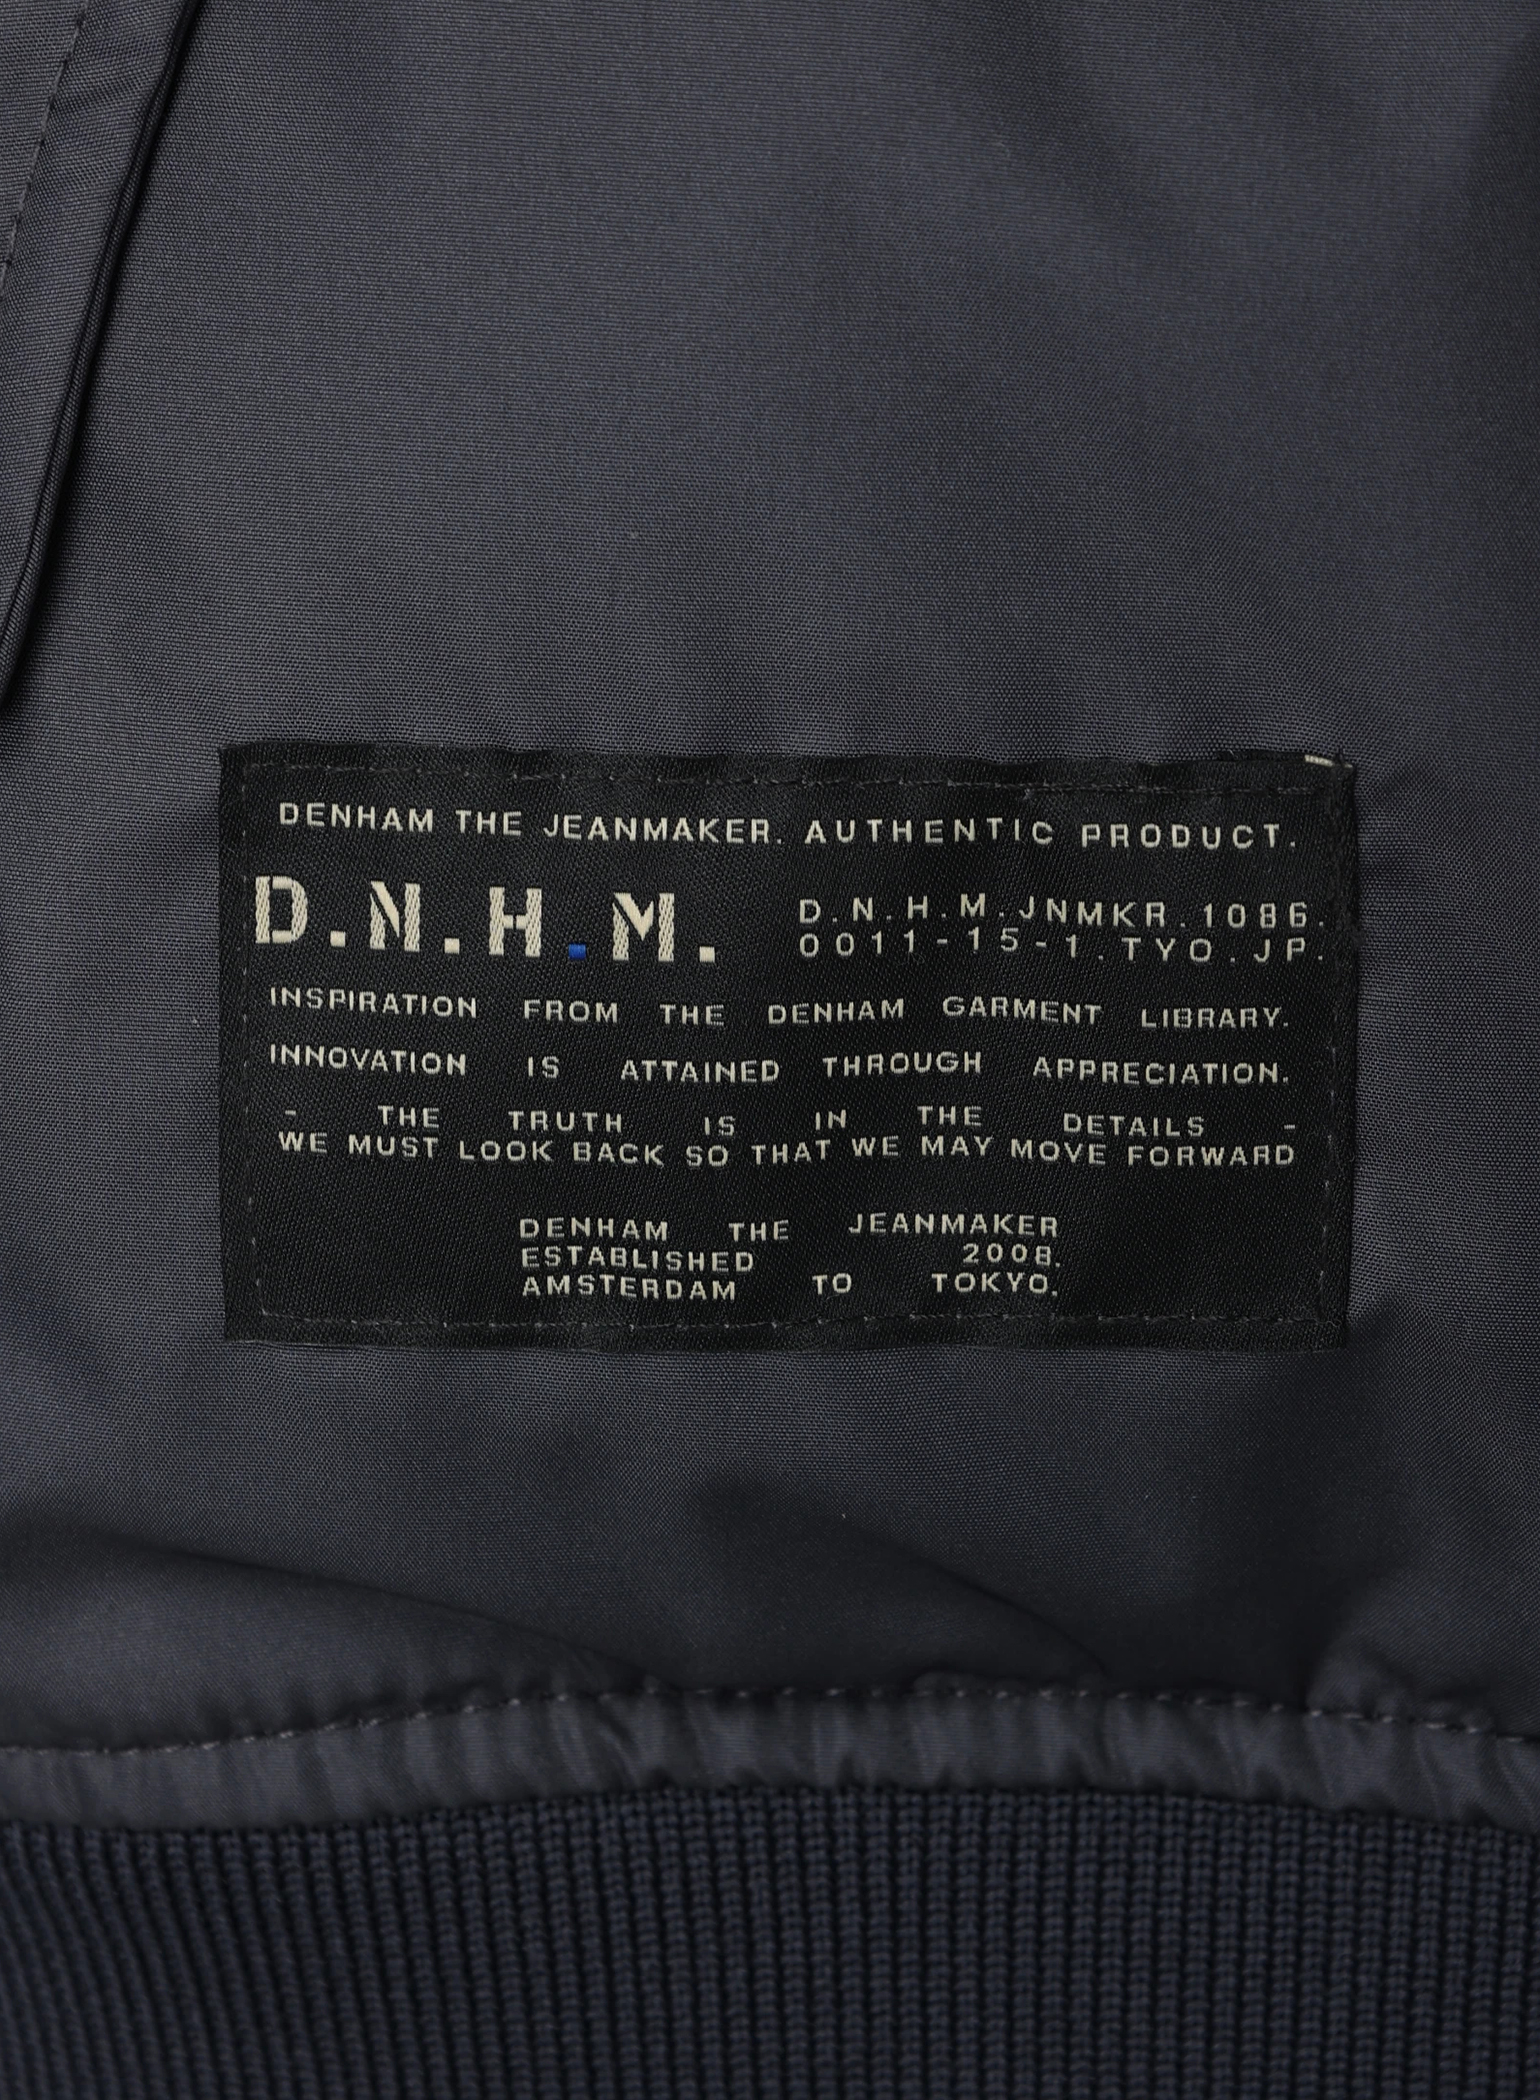 DENHAM THE JEANMAKER. AUTHENTIC PRODUCT.
D.N.H.M.
D.N.H.M.JNMKR.1086.
0011-15-1.TYO.JP.
INSPIRATION FROM THE DENHAM GARMENT LIBRARY.
INNOVATION IS ATTAINED THROUGH APPRECIATION.
- THE TRUTH IS IN THE DETAILS -
WE MUST LOOK BACK SO THAT WE MAY MOVE FORWARD
DENHAM THE JEANMAKER
ESTABLISHED 2008.
AMSTERDAM TO TOKYO.